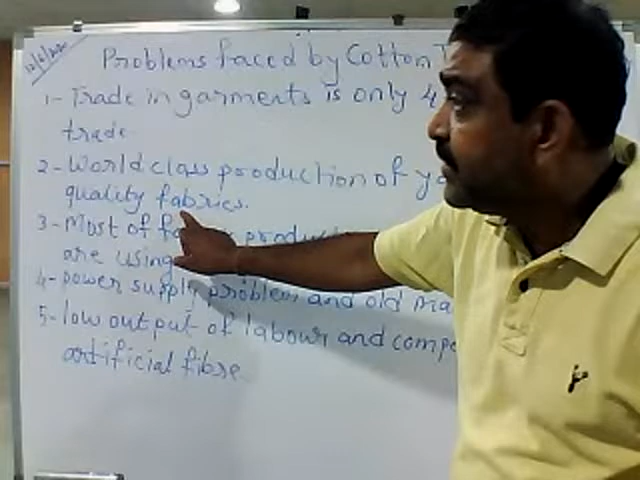 Problems faced by Cotton T
1- Trade in garments is only 4
trade
2- World class production of
quality fabrics.
3- Most of produc
are using
4- power supply problem and old ma
5- low output of labour and compe
artificial fibre